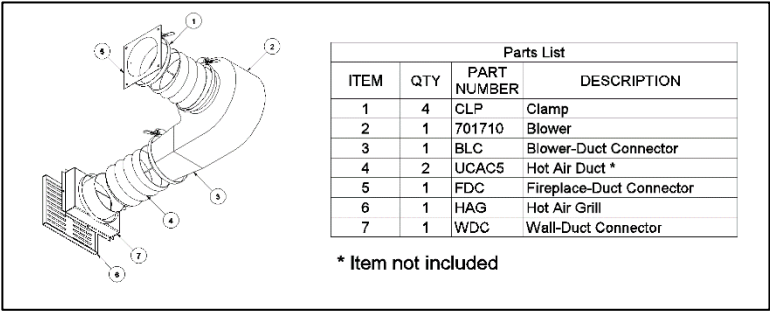 1
2
5
3
4
7
6
Parts List
ITEM QTY PART NUMBER DESCRIPTION
1 4 CLP Clamp
2 1 701710 Blower
3 1 BLC Blower-Duct Connector
4 2 UCAC5 Hot Air Duct *
5 1 FDC Fireplace-Duct Connector
6 1 HAG Hot Air Grill
7 1 WDC Wall-Duct Connector
* Item not included